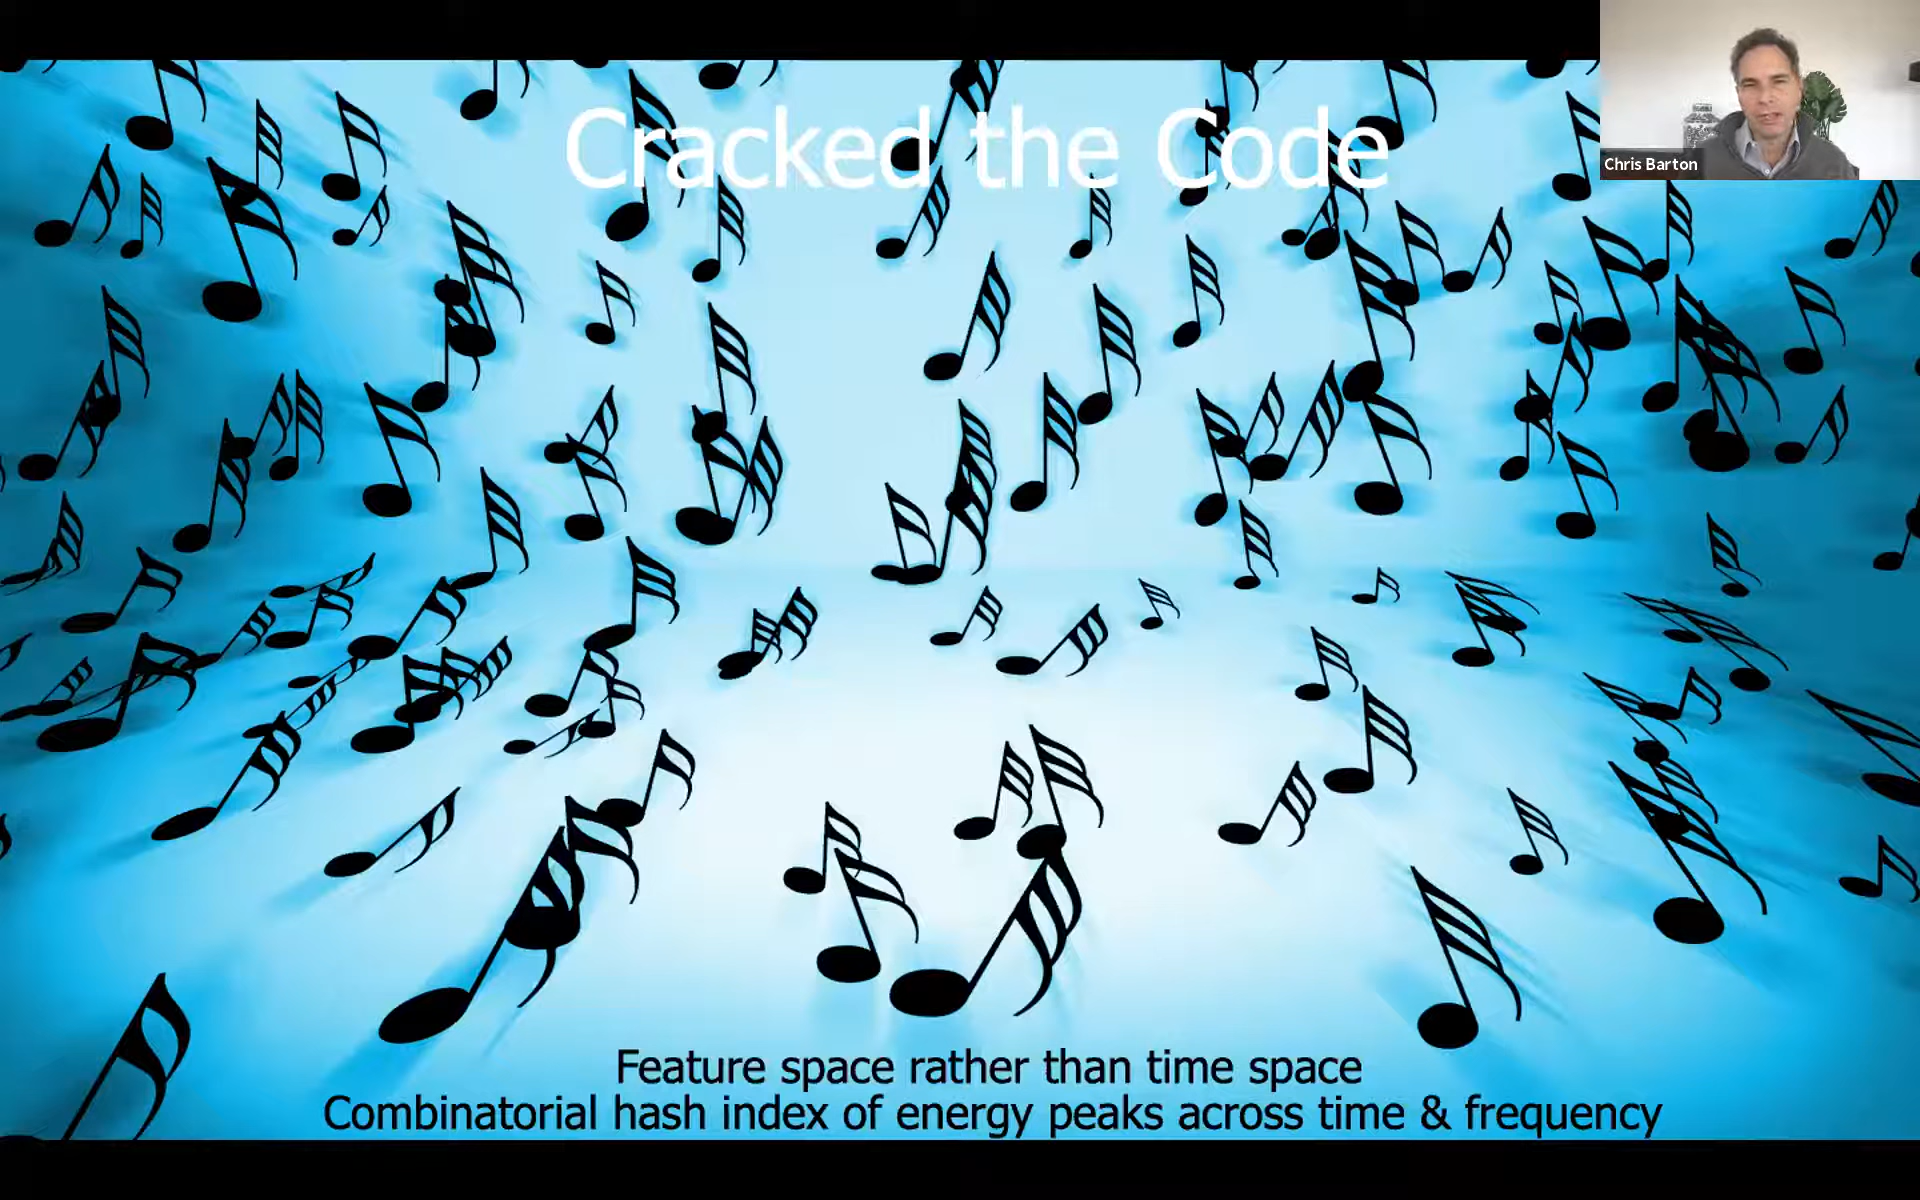 Cracked the Code
Chris Barton
Feature space rather than time space
Combinatorial hash index of energy peaks across time & frequency